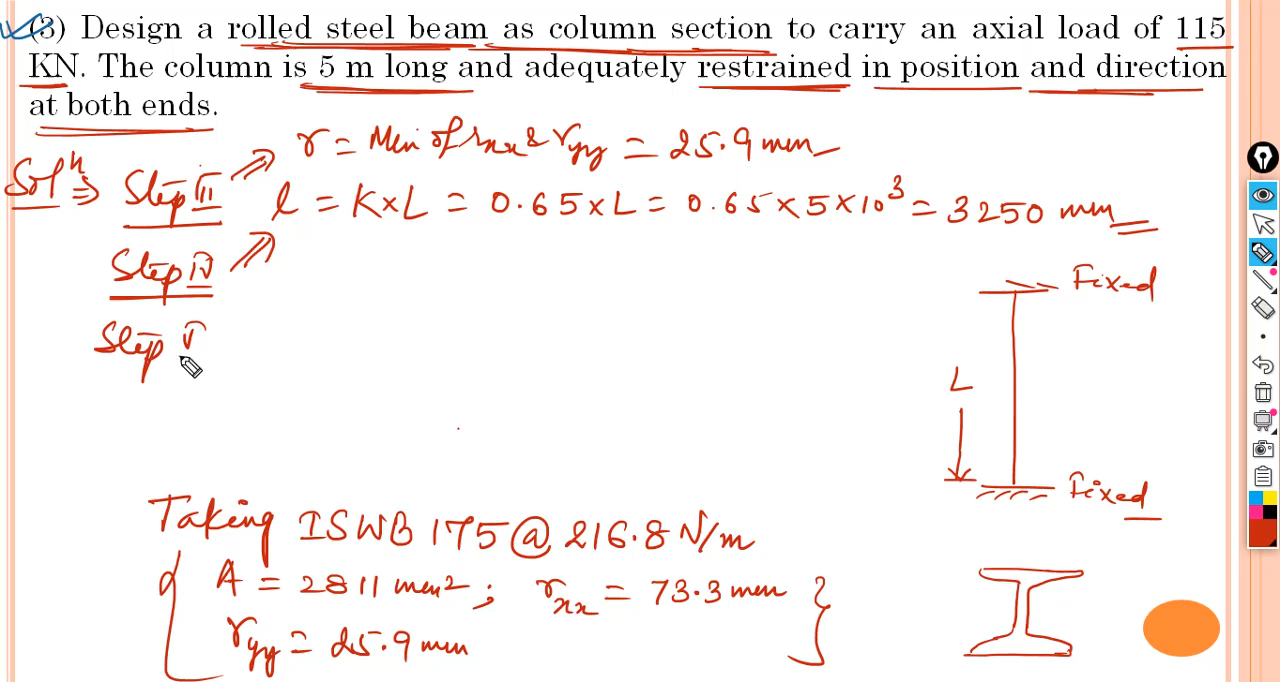 (3) Design a rolled steel beam as column section to carry an axial load of 115
KN. The column is 5 m long and adequately restrained in position and direction
at both ends.
Solⁿ ⇒ Step III ⇒ r = Min of rxx & ryy = 25.9 mm
l = K×L = 0.65×L = 0.65×5×10³ = 3250 mm
Step IV ⇒
Fixed
Step V
L
Fixed
Taking ISWB 175 @ 216.8 N/m
{ A = 2811 mm²; rxx = 73.3 mm }
ryy = 25.9 mm